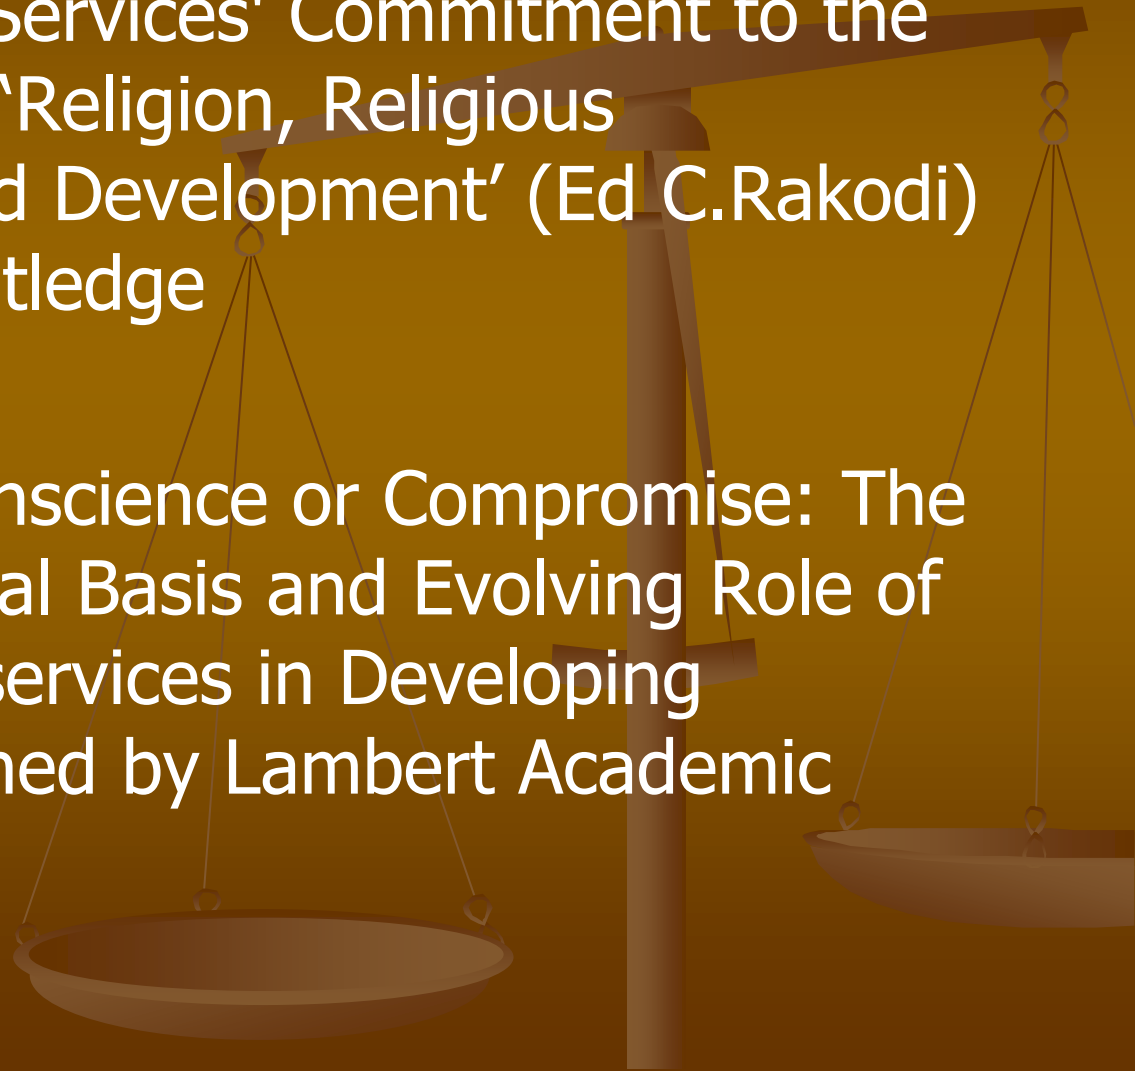 Services' Commitment to the
‘Religion, Religious
d Development’ (Ed C.Rakodi)
tledge
nscience or Compromise: The
al Basis and Evolving Role of
services in Developing
ned by Lambert Academic